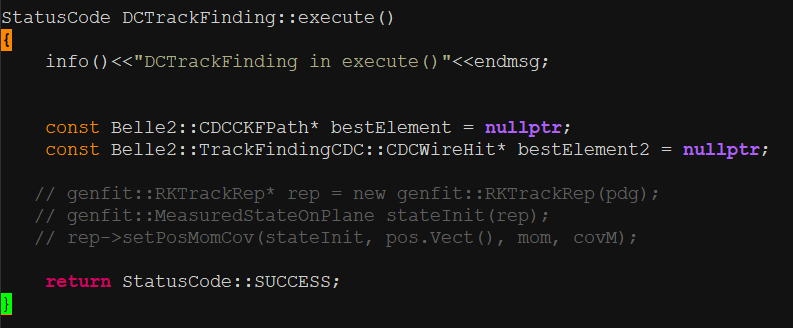 StatusCode DCTrackFinding::execute()
{
    info()<<"DCTrackFinding in execute()"<<endmsg;
    const Belle2::CDCCKFPath* bestElement = nullptr;
    const Belle2::TrackFindingCDC::CDCWireHit* bestElement2 = nullptr;
   // genfit::RKTrackRep* rep = new genfit::RKTrackRep(pdg);
   // genfit::MeasuredStateOnPlane stateInit(rep);
   // rep->setPosMomCov(stateInit, pos.Vect(), mom, covM);
    return StatusCode::SUCCESS;
}